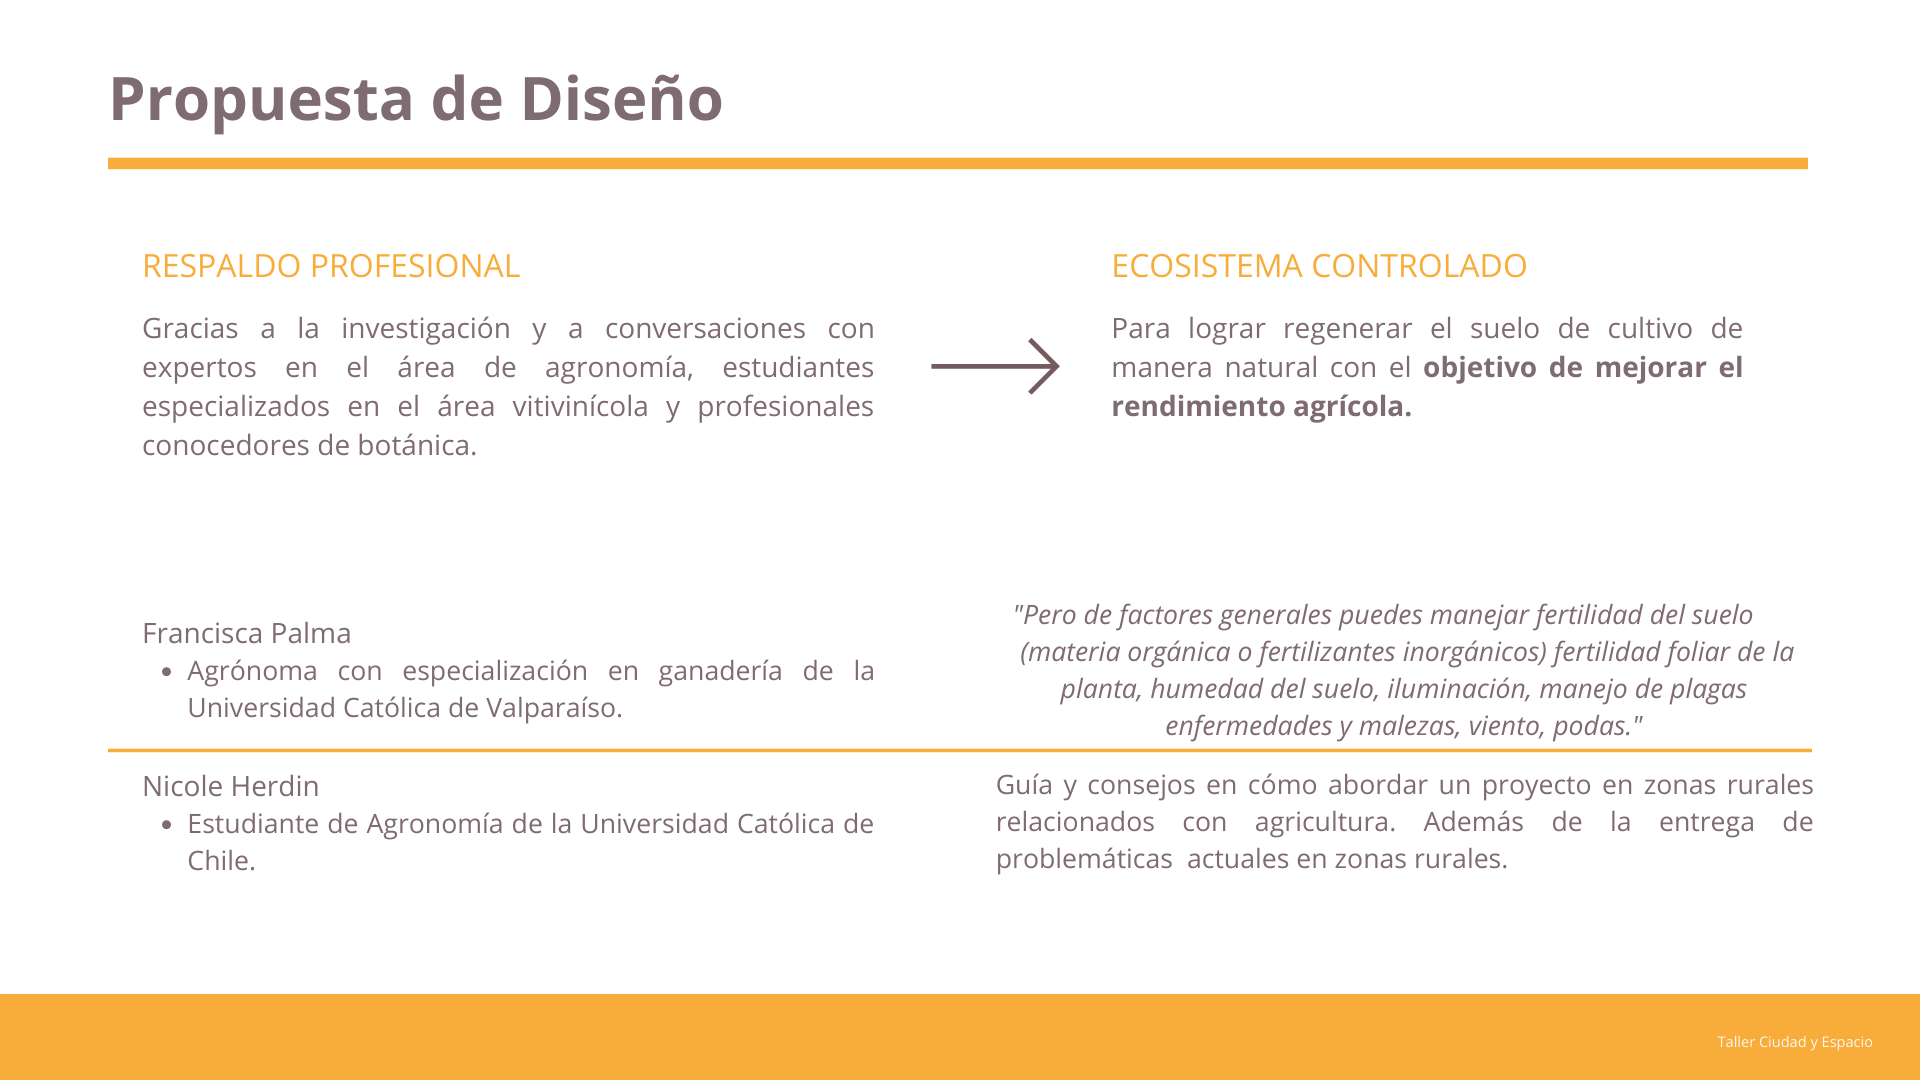 Propuesta de Diseño
RESPALDO PROFESIONAL
Gracias a la investigación y a conversaciones con
expertos en el área de agronomía, estudiantes
especializados en el área vitivinícola y profesionales
conocedores de botánica.
ECOSISTEMA CONTROLADO
Para lograr regenerar el suelo de cultivo de
manera natural con el objetivo de mejorar el
rendimiento agrícola.
Francisca Palma
• Agrónoma con especialización en ganadería de la
Universidad Católica de Valparaíso.
"Pero de factores generales puedes manejar fertilidad del suelo
(materia orgánica o fertilizantes inorgánicos) fertilidad foliar de la
planta, humedad del suelo, iluminación, manejo de plagas
enfermedades y malezas, viento, podas."
Nicole Herdin
• Estudiante de Agronomía de la Universidad Católica de
Chile.
Guía y consejos en cómo abordar un proyecto en zonas rurales
relacionados con agricultura. Además de la entrega de
problemáticas  actuales en zonas rurales.
Taller Ciudad y Espacio